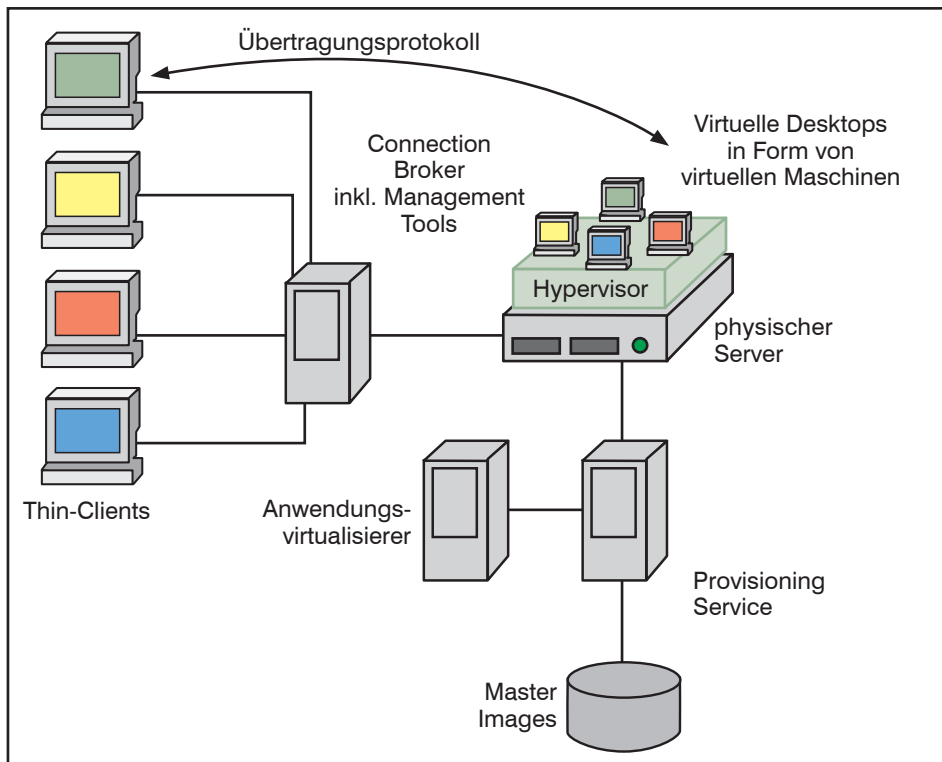 Übertragungsprotokoll
Connection
Broker
inkl. Management
Tools
Virtuelle Desktops
in Form von
virtuellen Maschinen
Hypervisor
physischer
Server
Thin-Clients
Anwendungs-
virtualisierer
Provisioning
Service
Master
Images